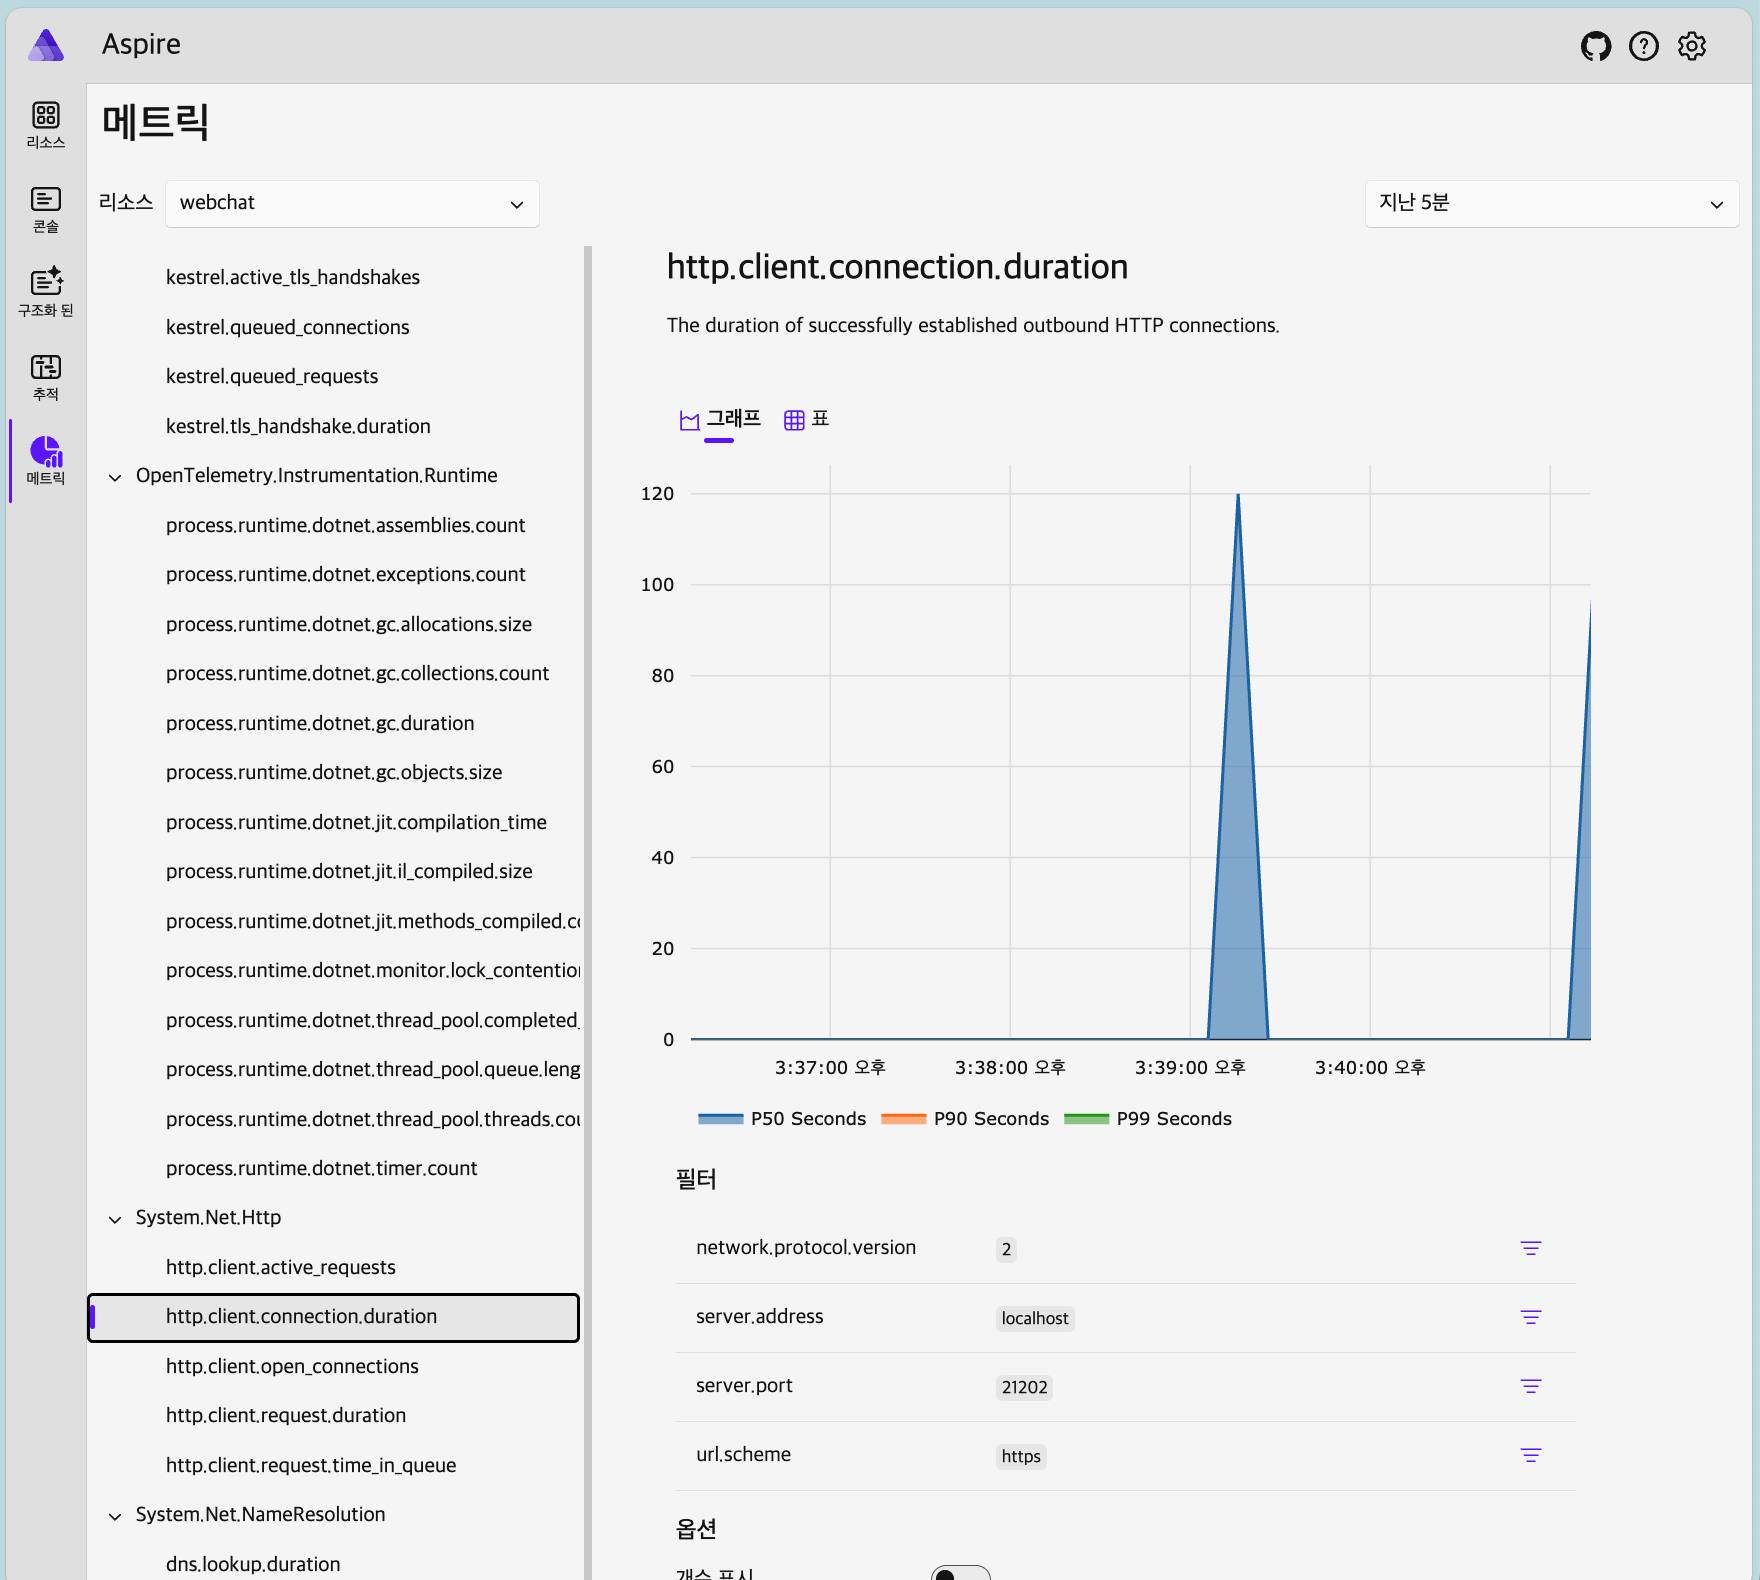 Aspire
리소스
콘솔
구조화 된
추적
메트릭
메트릭
리소스
webchat
지난 5분
kestrel.active_tls_handshakes
kestrel.queued_connections
kestrel.queued_requests
kestrel.tls_handshake.duration
OpenTelemetry.Instrumentation.Runtime
process.runtime.dotnet.assemblies.count
process.runtime.dotnet.exceptions.count
process.runtime.dotnet.gc.allocations.size
process.runtime.dotnet.gc.collections.count
process.runtime.dotnet.gc.duration
process.runtime.dotnet.gc.objects.size
process.runtime.dotnet.jit.compilation_time
process.runtime.dotnet.jit.il_compiled.size
process.runtime.dotnet.jit.methods_compiled.c
process.runtime.dotnet.monitor.lock_contention
process.runtime.dotnet.thread_pool.completed_
process.runtime.dotnet.thread_pool.queue.leng
process.runtime.dotnet.thread_pool.threads.cou
process.runtime.dotnet.timer.count
System.Net.Http
http.client.active_requests
http.client.connection.duration
http.client.open_connections
http.client.request.duration
http.client.request.time_in_queue
System.Net.NameResolution
dns.lookup.duration
http.client.connection.duration
The duration of successfully established outbound HTTP connections.
그래프 표
120
100
80
60
40
20
0
3:37:00 오후 3:38:00 오후 3:39:00 오후 3:40:00 오후
P50 Seconds P90 Seconds P99 Seconds
필터
network.protocol.version 2
server.address localhost
server.port 21202
url.scheme https
옵션
개수 표시